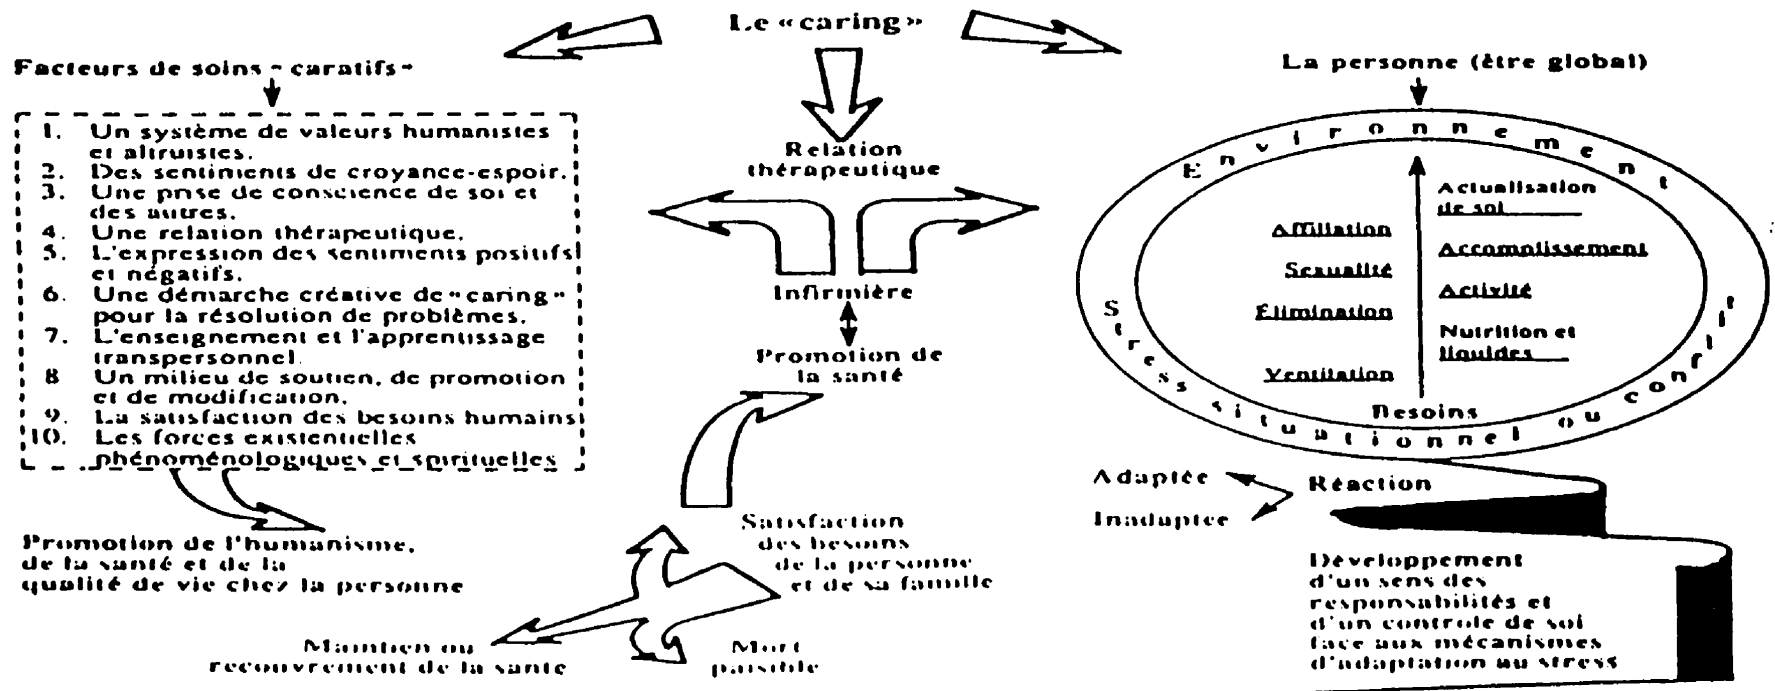 Le «caring»
Facteurs de soins «caratifs»
1. Un système de valeurs humanistes
et altruistes.
2. Des sentiments de croyance-espoir.
3. Une prise de conscience de soi et
des autres.
4. Une relation thérapeutique.
5. L'expression des sentiments positifs
et négatifs.
6. Une démarche créative de «caring»
pour la résolution de problèmes.
7. L'enseignement et l'apprentissage
transpersonnel.
8 Un milieu de soutien, de promotion
et de modification.
9. La satisfaction des besoins humains
10. Les forces existentielles
phénoménologiques et spirituelles
Promotion de l'humanisme,
de la santé et de la
qualité de vie chez la personne
Relation
thérapeutique
Infirmière
Promotion de
la santé
Satisfaction
des besoins
de la personne
et de sa famille
Maintien ou
recouvrement de la santé
Mort
paisible
La personne (être global)
Environnement
Actualisation
de soi
Affiliation
Accomplissement
Sexualité
Activité
Élimination
Nutrition et
liquides
Ventilation
Besoins
Stress situationnel ou conflit
Adaptée
Inadaptée
Réaction
Développement
d'un sens des
responsabilités et
d'un controle de soi
face aux mécanismes
d'adaptation au stress